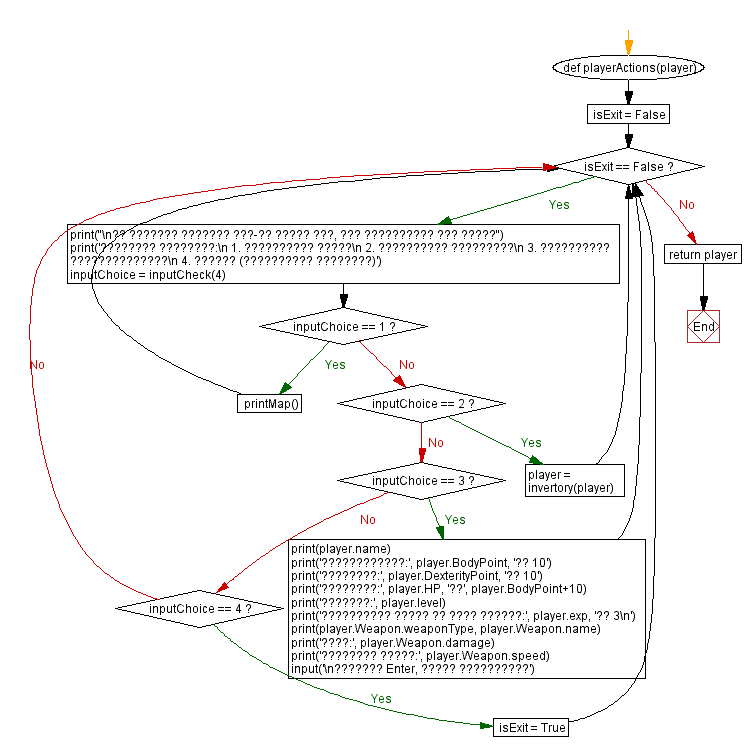 def playerActions(player)
isExit = False
isExit == False ?
Yes
No
print("\n?? ??????? ??????? ???-?? ????? ???, ??? ?????????? ??? ?????")
print('??????? ????????:\n 1. ?????????? ?????\n 2. ?????????? ?????????\n 3. ??????????
???? ??????????\n 4. ?????? (?????????? ????????)')
inputChoice = inputCheck(4)
return player
End
inputChoice == 1 ?
Yes
No
No
printMap()
inputChoice == 2 ?
No
Yes
inputChoice == 3 ?
player =
invertory(player)
No
Yes
print(player.name)
print('????????????:', player.BodyPoint, '?? 10')
print('????????:', player.DexterityPoint, '?? 10')
print('????????:', player.HP, '??', player.BodyPoint+10)
print('???????:', player.level)
print('?????????? ????? ?? ???? ??????:', player.exp, '?? 3\n')
print(player.Weapon.weaponType, player.Weapon.name)
print('????:', player.Weapon.damage)
print('???????? ?????:', player.Weapon.speed)
input('\n??????? Enter, ????? ??????????')
inputChoice == 4 ?
Yes
isExit = True